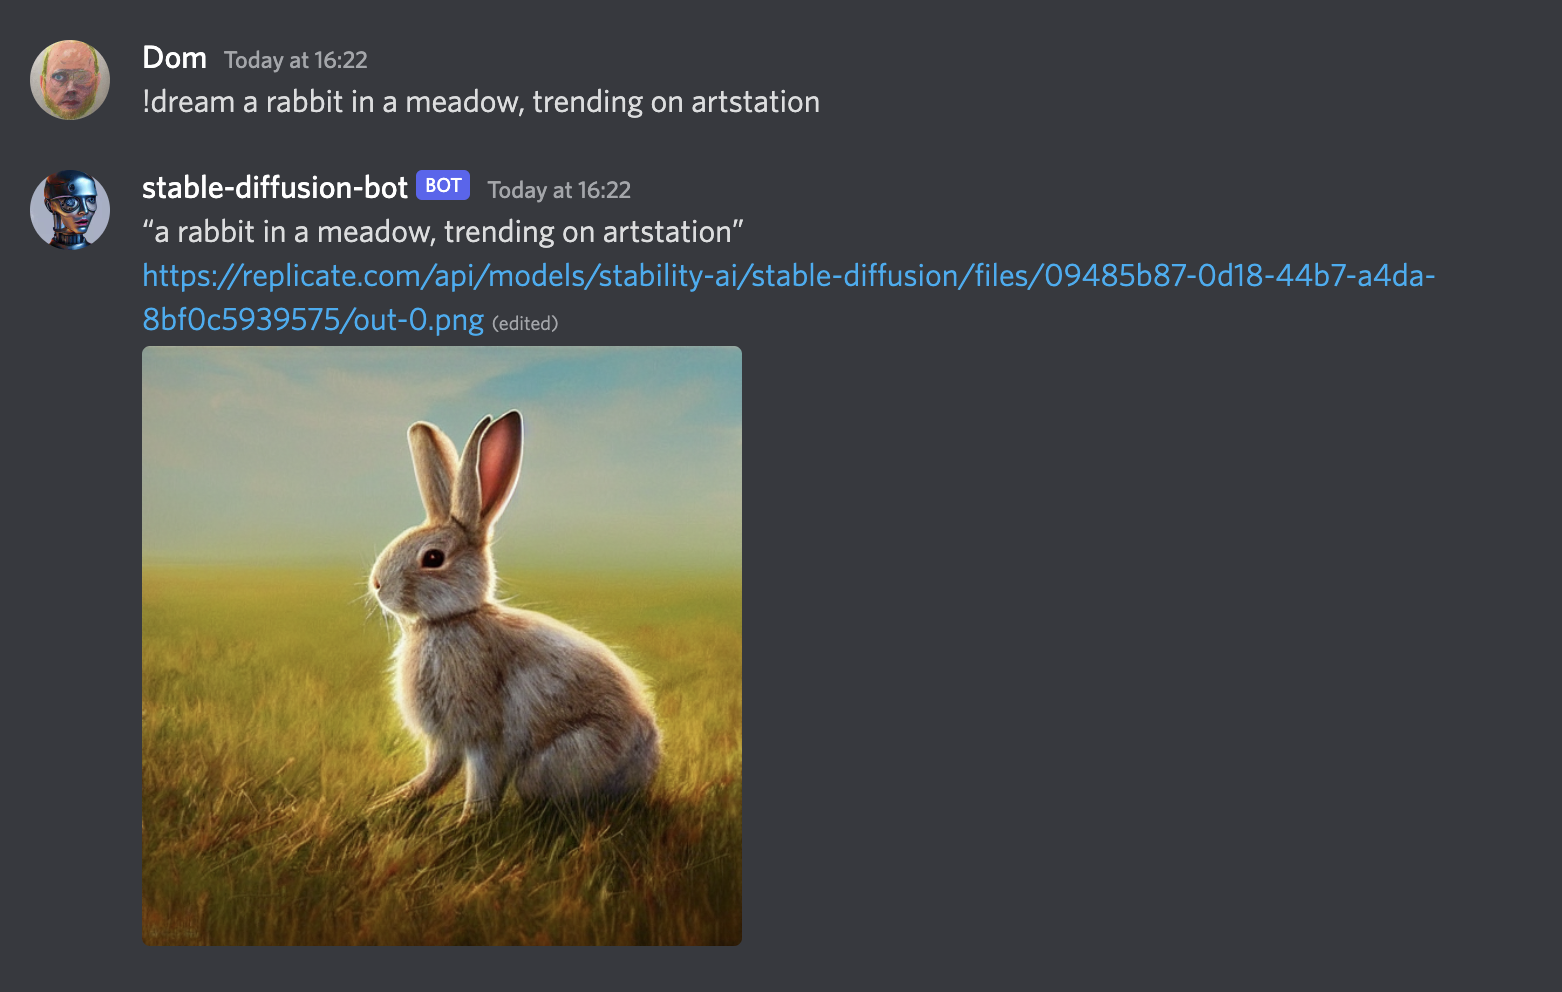 Dom Today at 16:22
!dream a rabbit in a meadow, trending on artstation
stable-diffusion-bot BOT Today at 16:22
“a rabbit in a meadow, trending on artstation”
https://replicate.com/api/models/stability-ai/stable-diffusion/files/09485b87-0d18-44b7-a4da-
8bf0c5939575/out-0.png (edited)